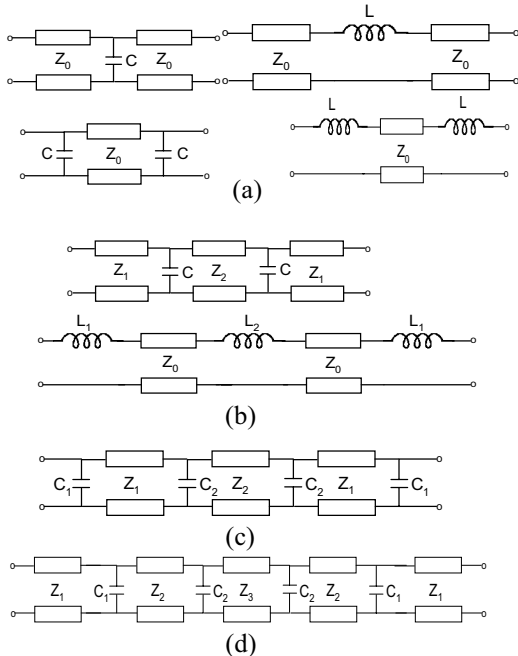 L
C
Z0 Z0 Z0 Z0
L L
C Z0 C
Z0
(a)
Z1 C Z2 C Z1
L1 L2 L1
Z0 Z0
(b)
C1 Z1 C2 Z2 C2 Z1 C1
(c)
Z1 C1 Z2 C2 Z3 C2 Z2 C1 Z1
(d)